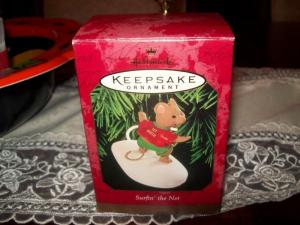 Hallmark
KEEPSAKE
ORNAMENT
Surfin' the Net